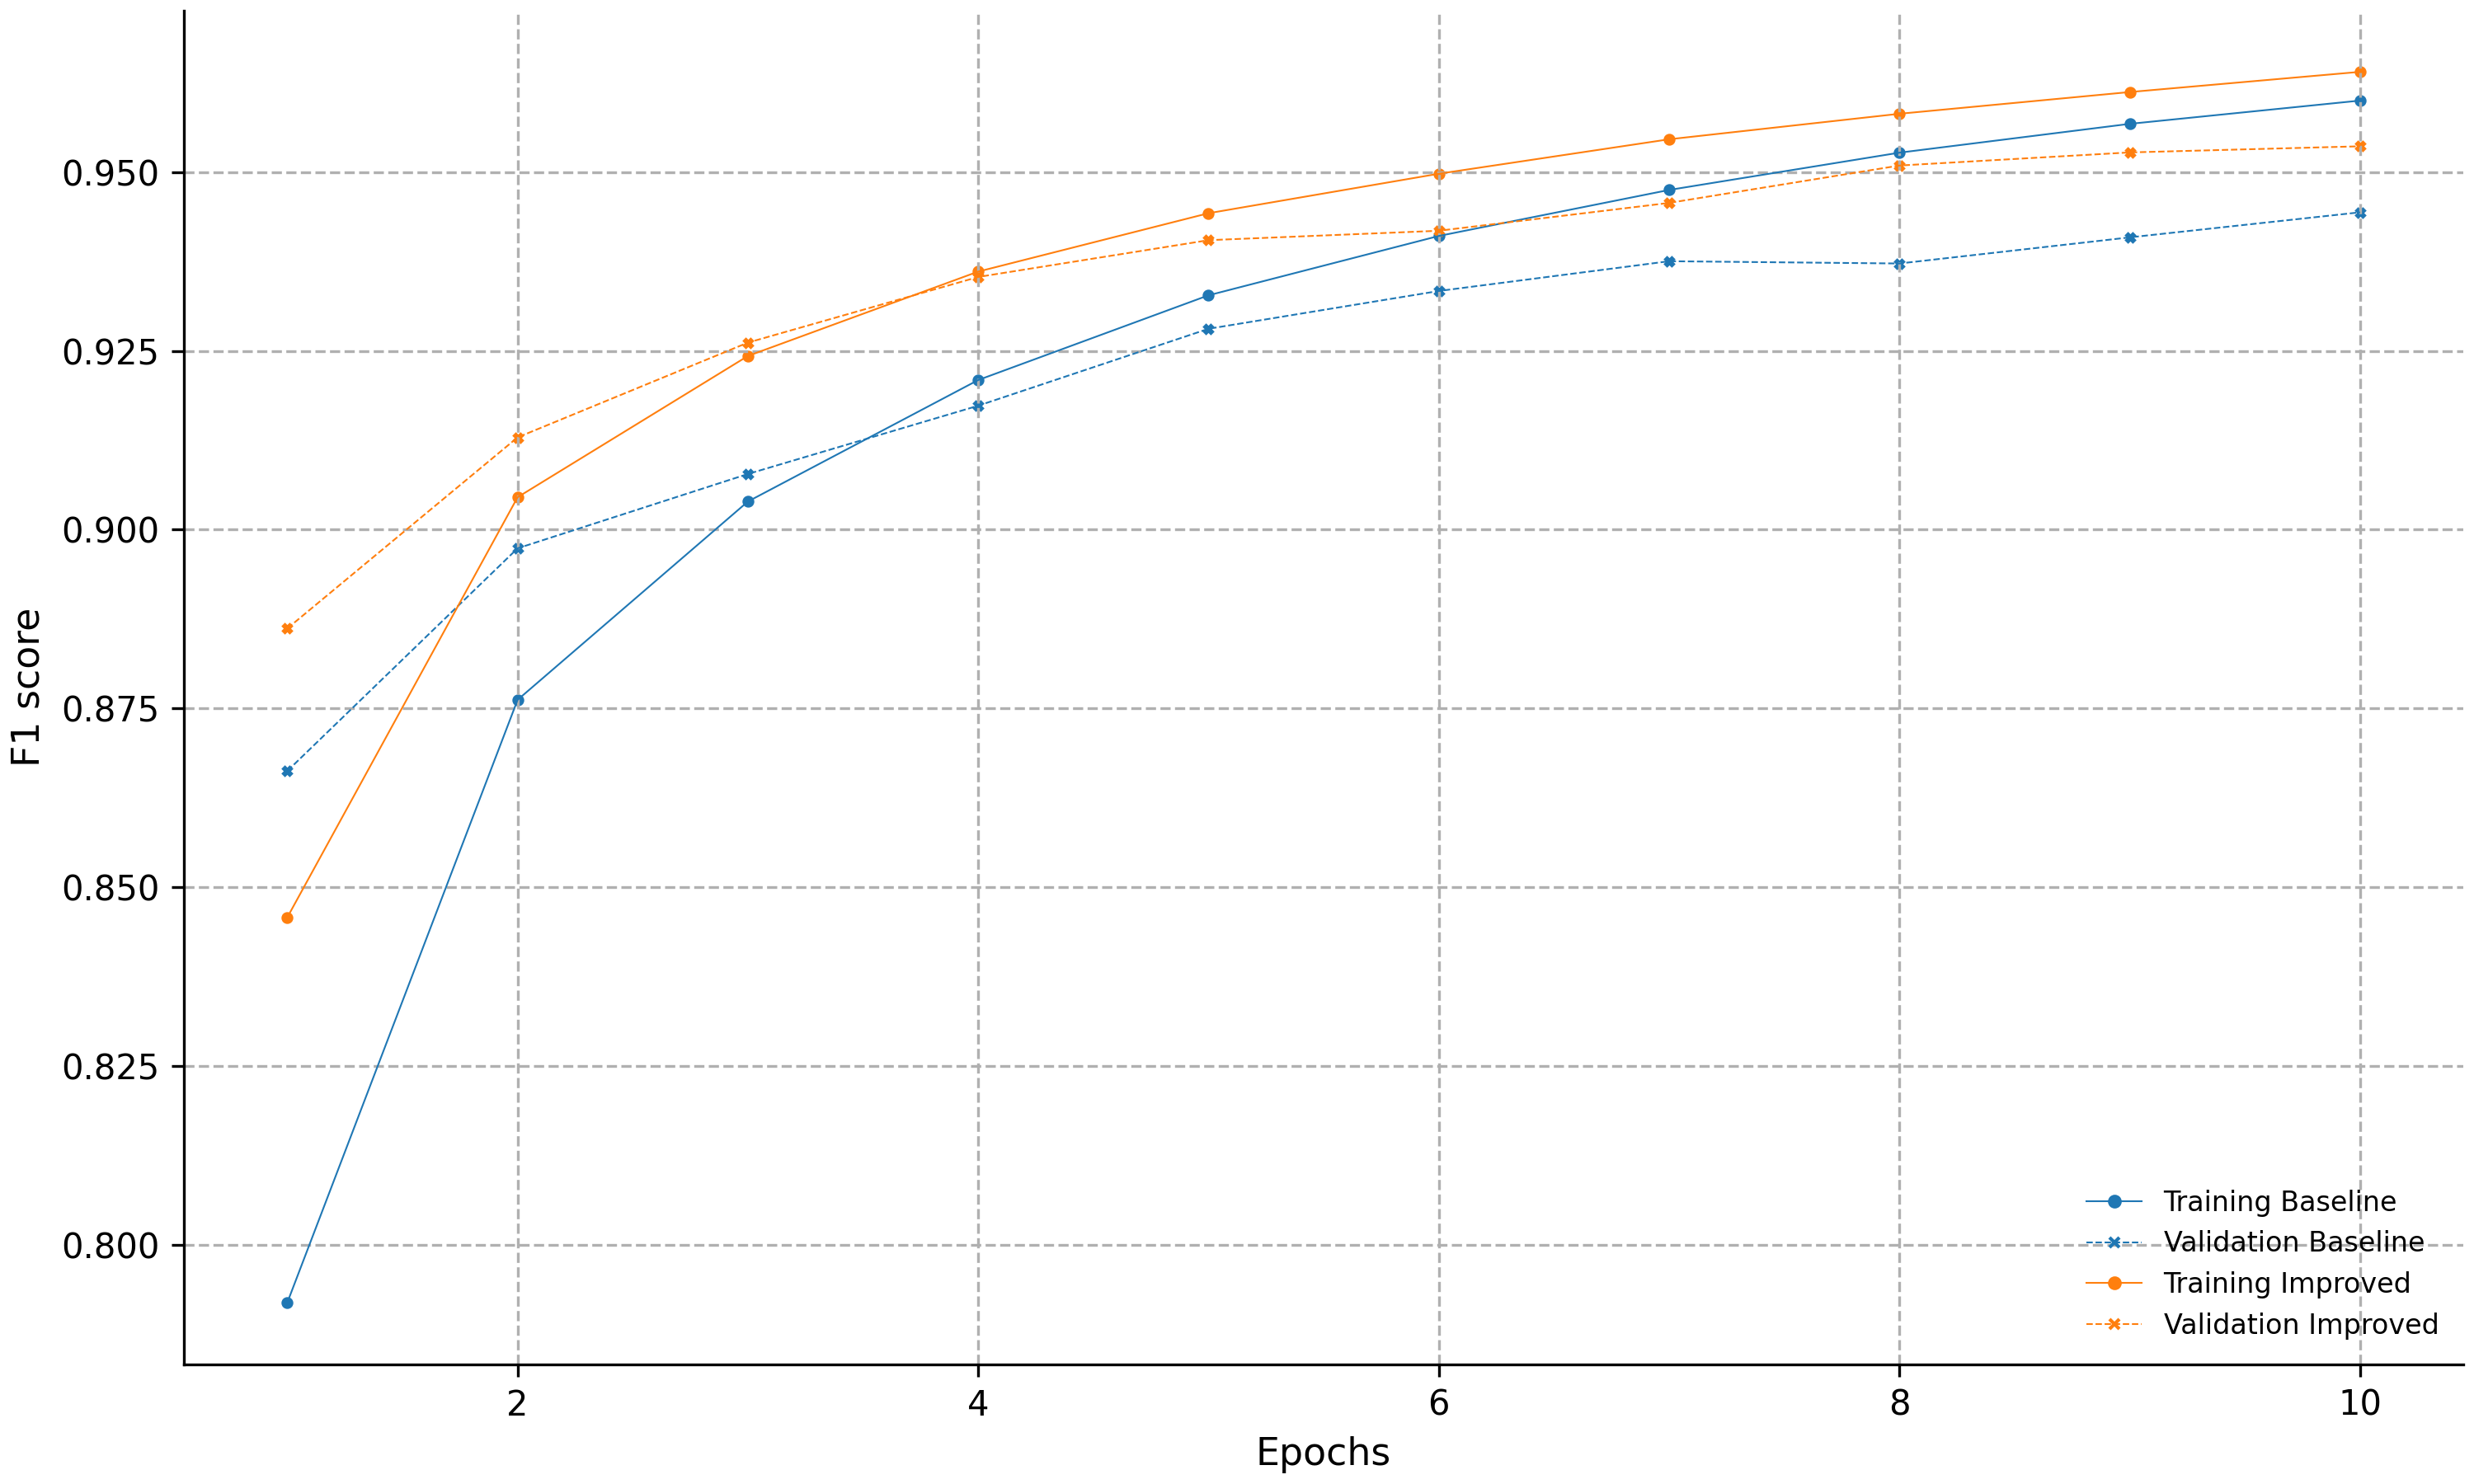 0.950
0.925
0.900
0.875
0.850
0.825
0.800
F1 score
2 4 6 8 10
Epochs
Training Baseline
Validation Baseline
Training Improved
Validation Improved